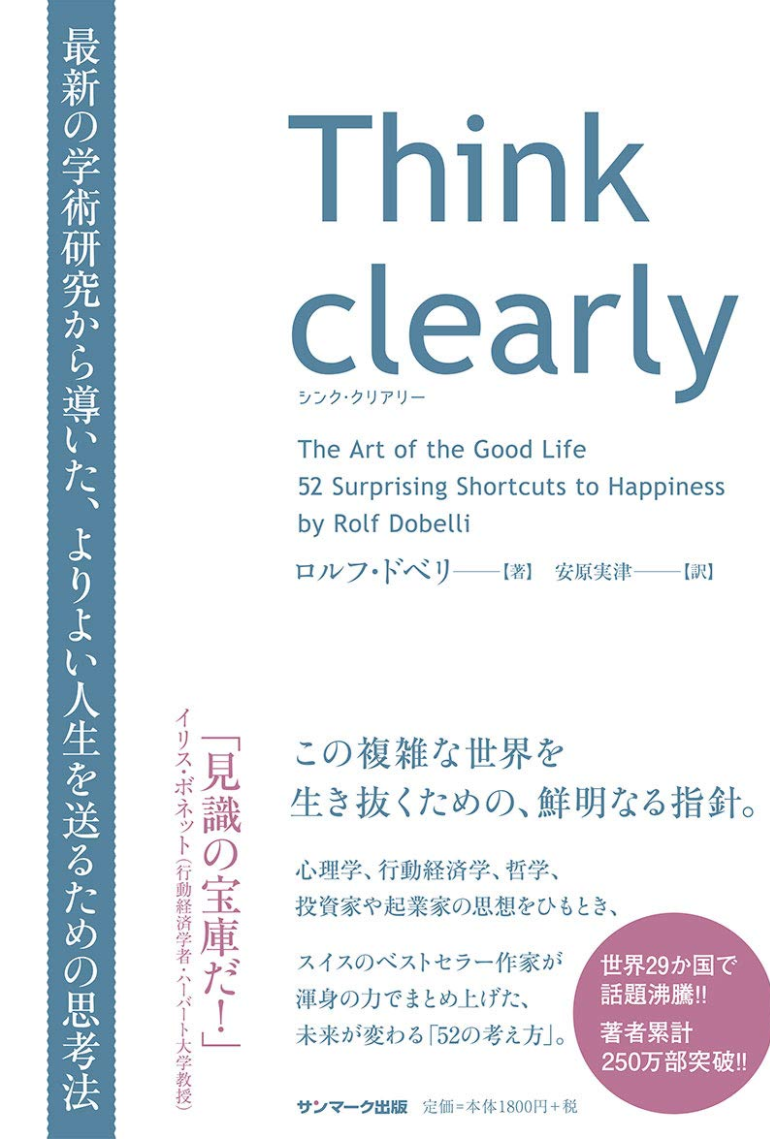 最新の学術研究から導いた、よりよい人生を送るための思考法
Think
clearly
シンク・クリアリー
The Art of the Good Life
52 Surprising Shortcuts to Happiness
by Rolf Dobelli
ロルフ・ドベリ――【著】 安原実津――【訳】
「見識の宝庫だ！」
イリス・ボネット（行動経済学者・ハーバート大学教授）
この複雑な世界を
生き抜くための、鮮明なる指針。
心理学、行動経済学、哲学、
投資家や起業家の思想をひもとき、
スイスのベストセラー作家が
渾身の力でまとめ上げた、
未来が変わる「52の考え方」。
世界29か国で
話題沸騰!!
著者累計
250万部突破!!
サンマーク出版 定価=本体1800円+税